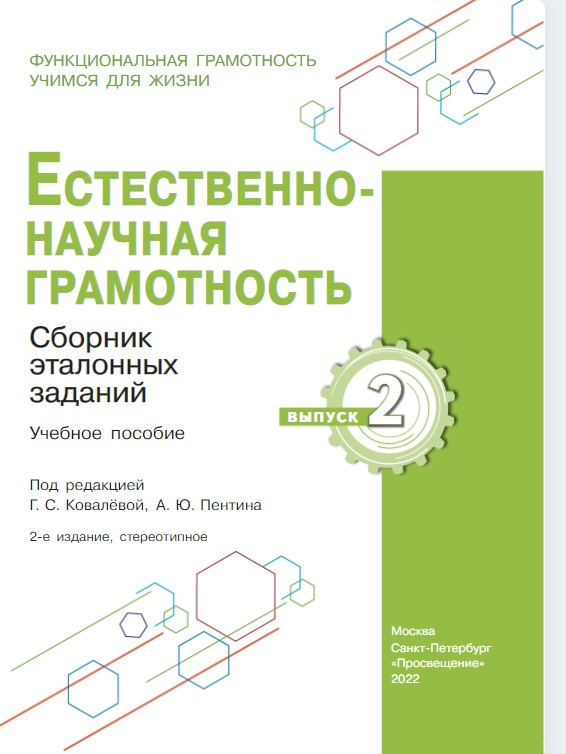 ФУНКЦИОНАЛЬНАЯ ГРАМОТНОСТЬ
УЧИМСЯ ДЛЯ ЖИЗНИ
ЕСТЕСТВЕННО-
НАУЧНАЯ
ГРАМОТНОСТЬ
Сборник
эталонных
заданий
ВЫПУСК 2
Учебное пособие
Под редакцией
Г. С. Ковалёвой, А. Ю. Пентина
2-е издание, стереотипное
Москва
Санкт-Петербург
«Просвещение»
2022